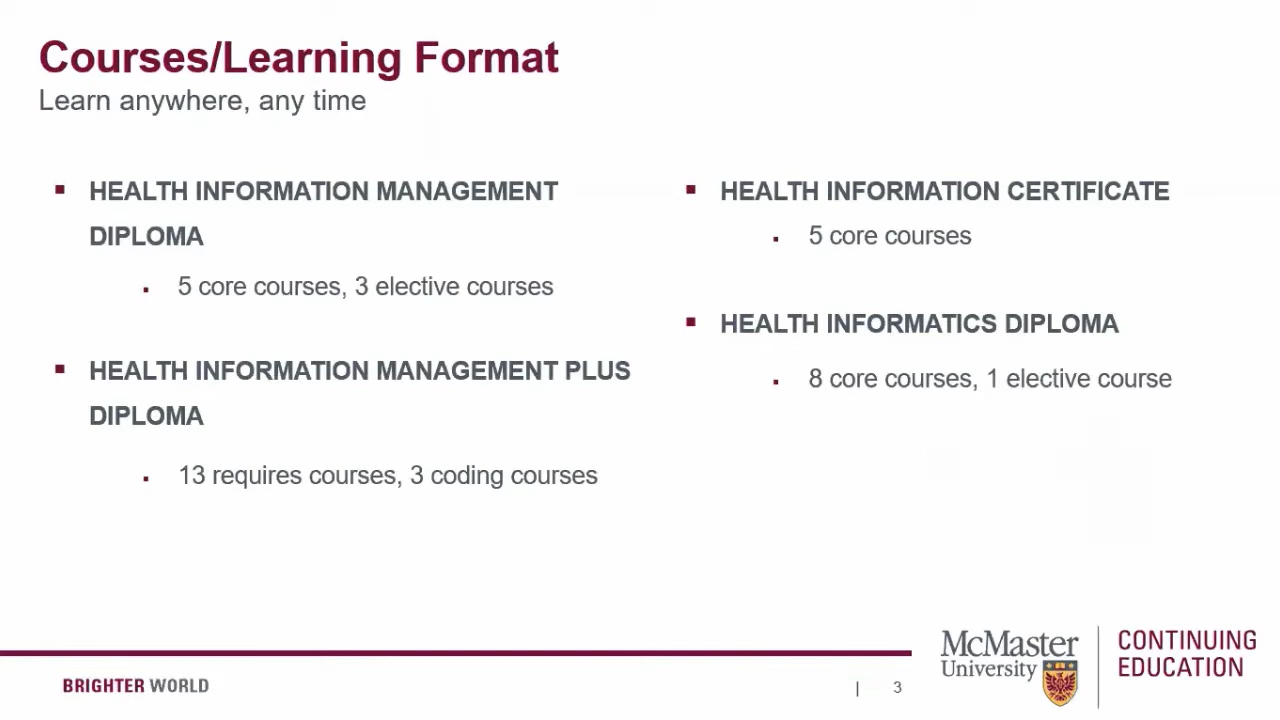 Courses/Learning Format
Learn anywhere, any time
▪ HEALTH INFORMATION MANAGEMENT
DIPLOMA
▪ 5 core courses, 3 elective courses
▪ HEALTH INFORMATION MANAGEMENT PLUS
DIPLOMA
▪ 13 requires courses, 3 coding courses
▪ HEALTH INFORMATION CERTIFICATE
▪ 5 core courses
▪ HEALTH INFORMATICS DIPLOMA
▪ 8 core courses, 1 elective course
BRIGHTER WORLD
| 3
McMaster
University
CONTINUING
EDUCATION